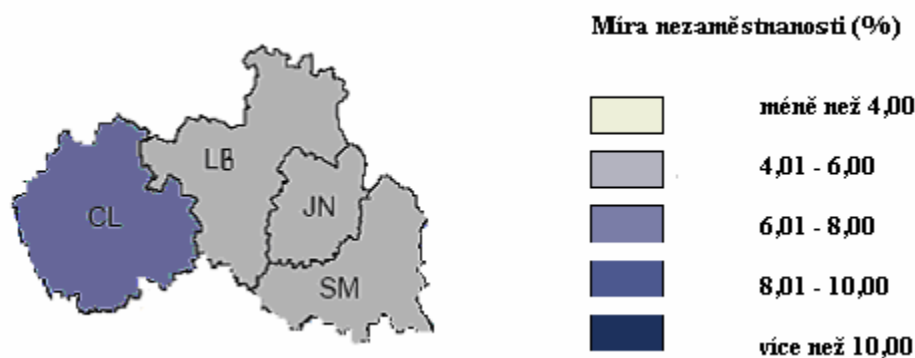 Míra nezaměstnanosti (%)
méně než 4,00
LB
4,01 - 6,00
JN
CL
6,01 - 8,00
SM
8,01 - 10,00
více než 10,00